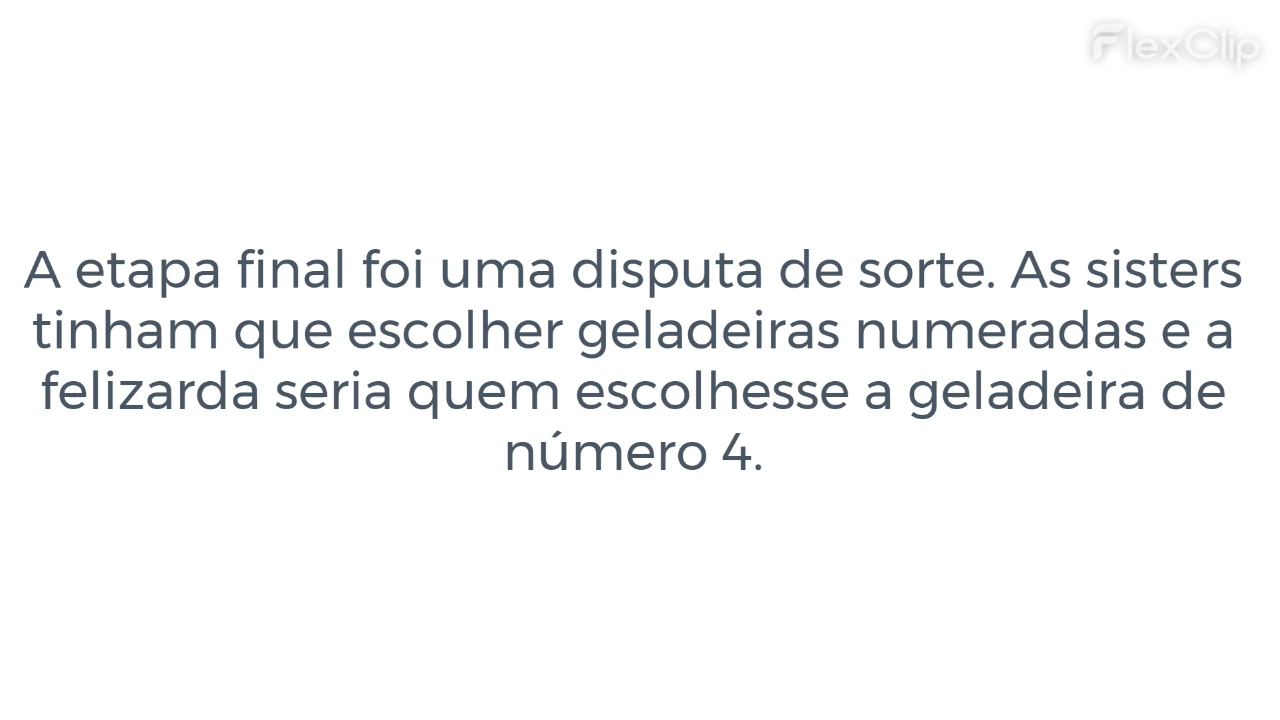 FlexClip
A etapa final foi uma disputa de sorte. As sisters
tinham que escolher geladeiras numeradas e a
felizarda seria quem escolhesse a geladeira de
número 4.